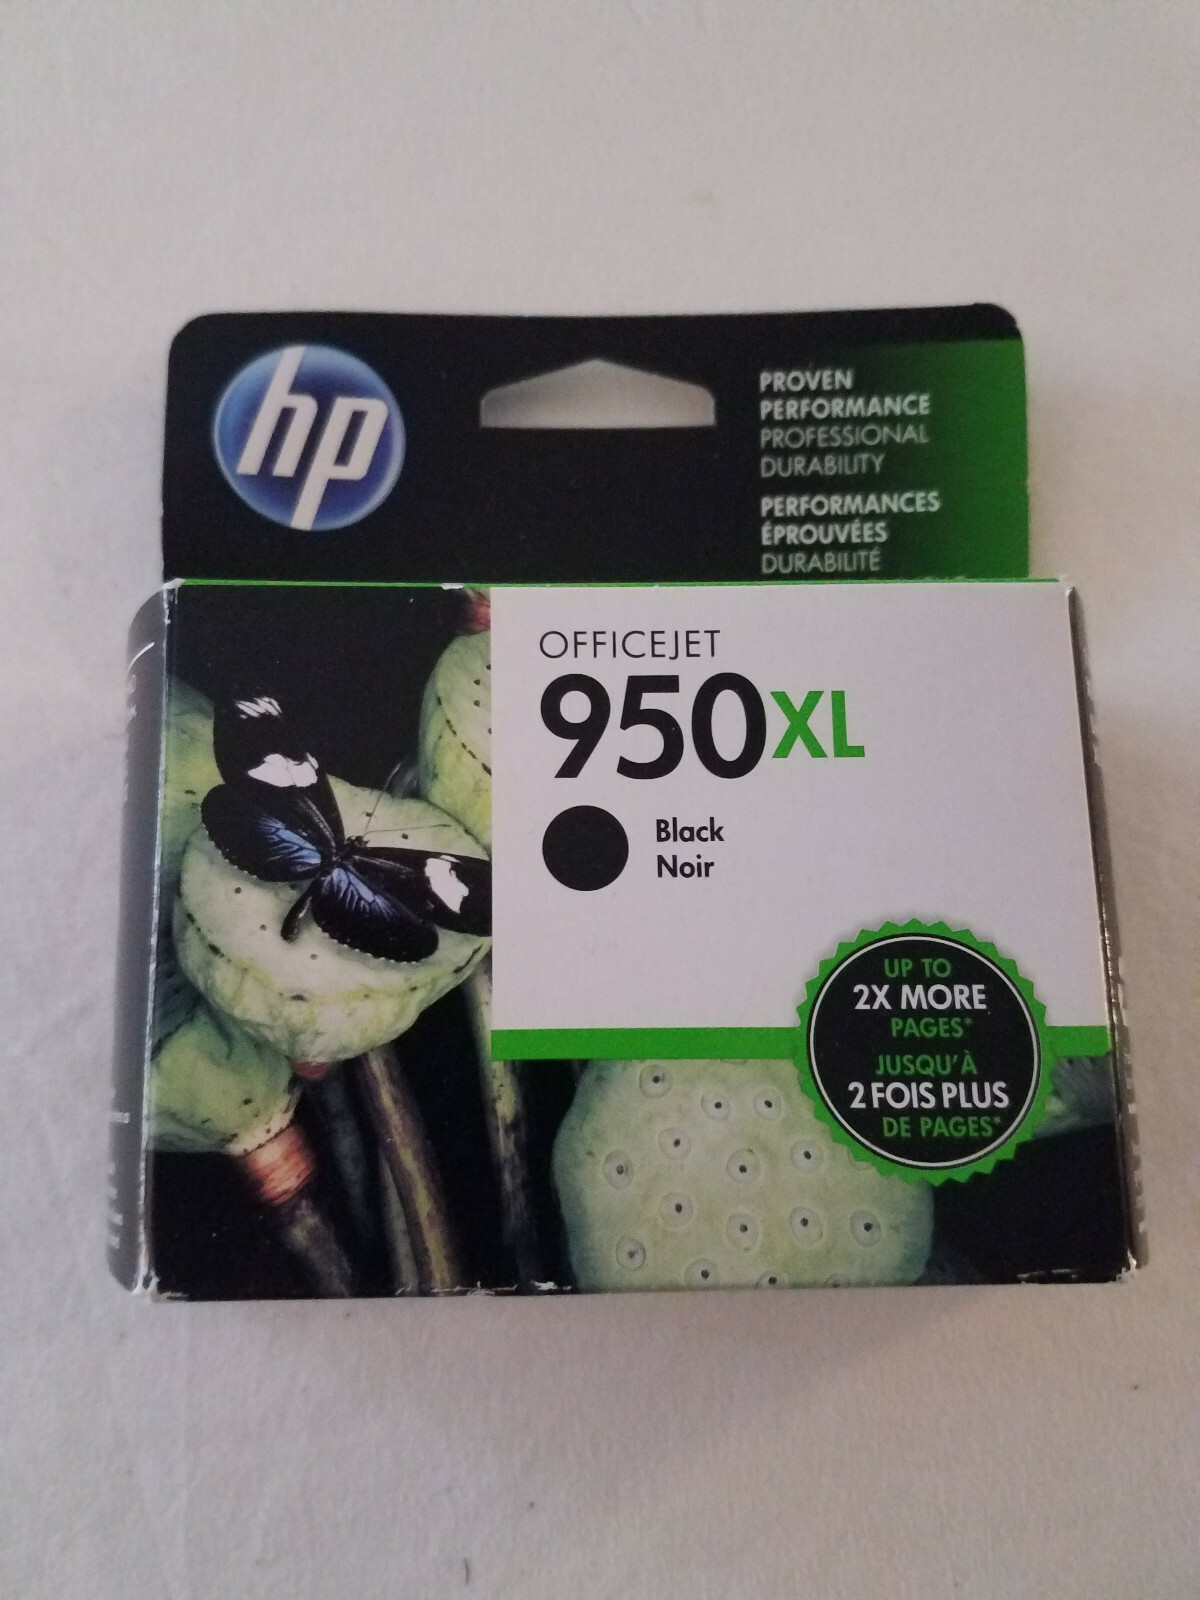 hp
PROVEN
PERFORMANCE
PROFESSIONAL
DURABILITY
PERFORMANCES
ÉPROUVÉES
DURABILITÉ
OFFICEJET
950XL
Black
Noir
UP TO
2X MORE
PAGES*
JUSQU'À
2 FOIS PLUS
DE PAGES*